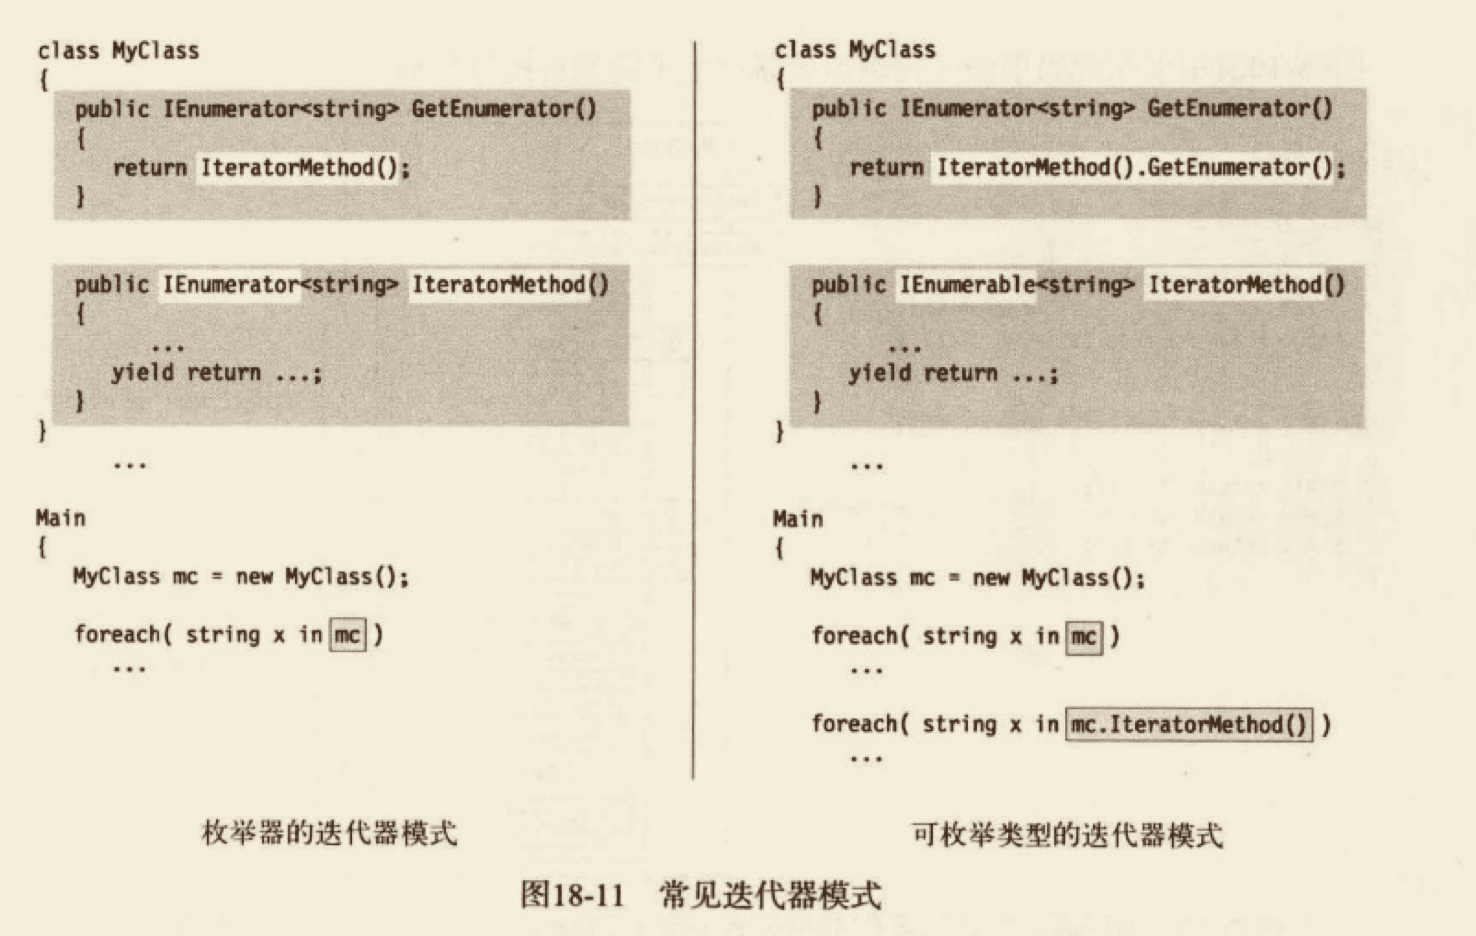 class MyClass
{
public IEnumerator<string> GetEnumerator()
{
return IteratorMethod();
}
public IEnumerator<string> IteratorMethod()
{
...
yield return ...;
}
}
...
Main
{
MyClass mc = new MyClass();
foreach( string x in mc )
...
枚举器的迭代器模式
class MyClass
{
public IEnumerator<string> GetEnumerator()
{
return IteratorMethod().GetEnumerator();
}
public IEnumerable<string> IteratorMethod()
{
...
yield return ...;
}
}
...
Main
{
MyClass mc = new MyClass();
foreach( string x in mc )
...
foreach( string x in mc.IteratorMethod() )
...
可枚举类型的迭代器模式
图18-11 常见迭代器模式